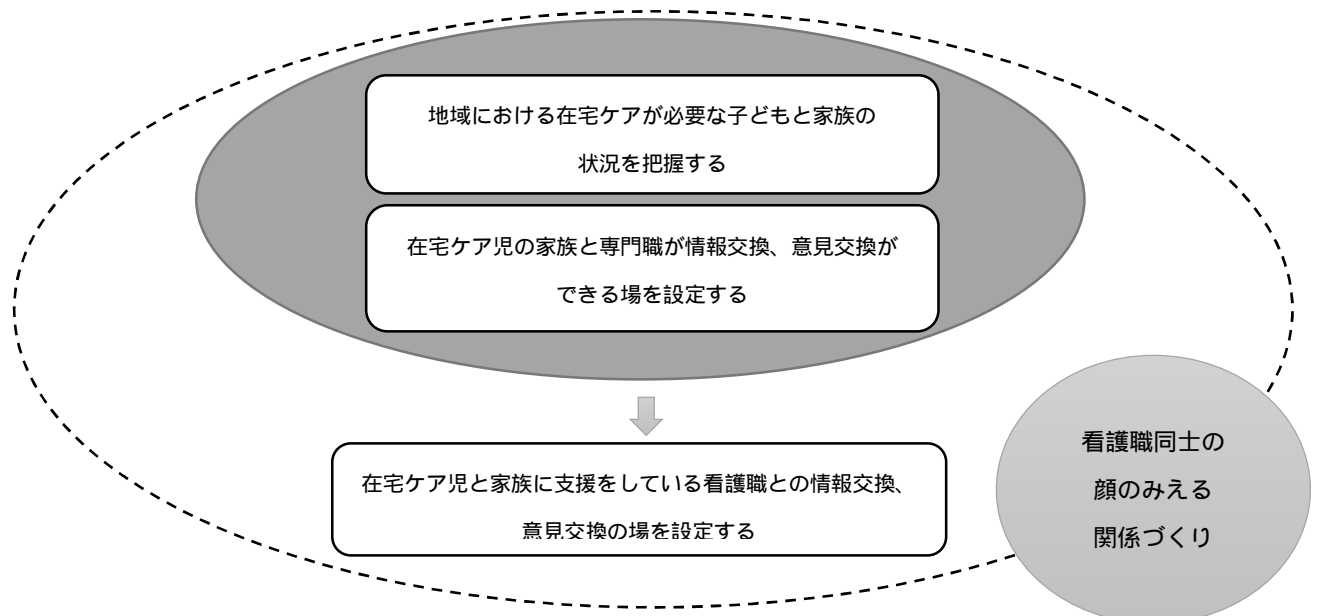 地域における在宅ケアが必要な子どもと家族の
状況を把握する
在宅ケア児の家族と専門職が情報交換、意見交換が
できる場を設定する
在宅ケア児と家族に支援をしている看護職との情報交換、
意見交換の場を設定する
看護職同士の
顔のみえる
関係づくり